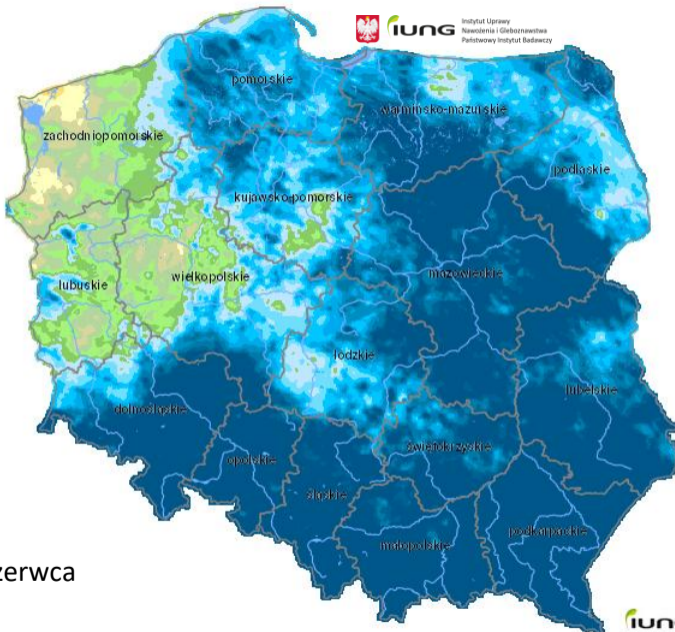 IUNG
Instytut Uprawy
Nawożenia i Gleboznawstwa
Państwowy Instytut Badawczy
pomorskie
warmińsko-mazurskie
zachodniopomorskie
podlaskie
kujawsko-pomorskie
mazowieckie
wielkopolskie
lubuskie
łódzkie
lubelskie
dolnośląskie
świętokrzyskie
opolskie
śląskie
podkarpackie
małopolskie
zerwca
IUN